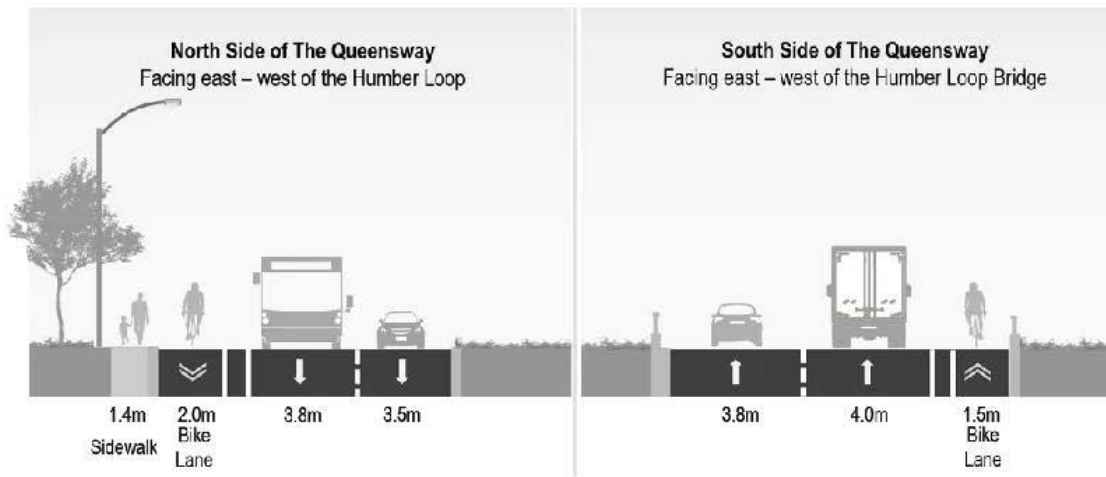 North Side of The Queensway
Facing east – west of the Humber Loop
1.4m
Sidewalk
2.0m
Bike
Lane
3.8m
3.5m
South Side of The Queensway
Facing east – west of the Humber Loop Bridge
3.8m
4.0m
1.5m
Bike
Lane